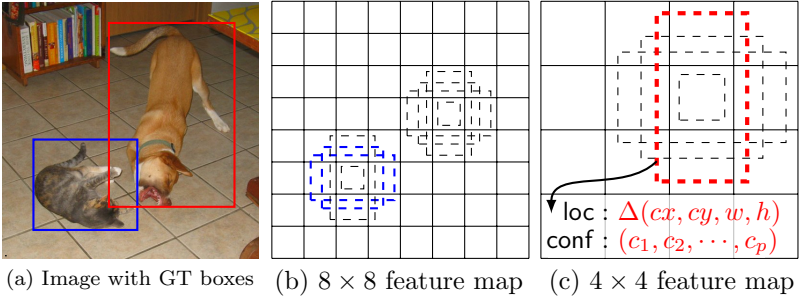 loc : Δ(cx, cy, w, h)
conf : (c₁, c₂, ⋯, cₚ)
(a) Image with GT boxes
(b) 8 × 8 feature map
(c) 4 × 4 feature map